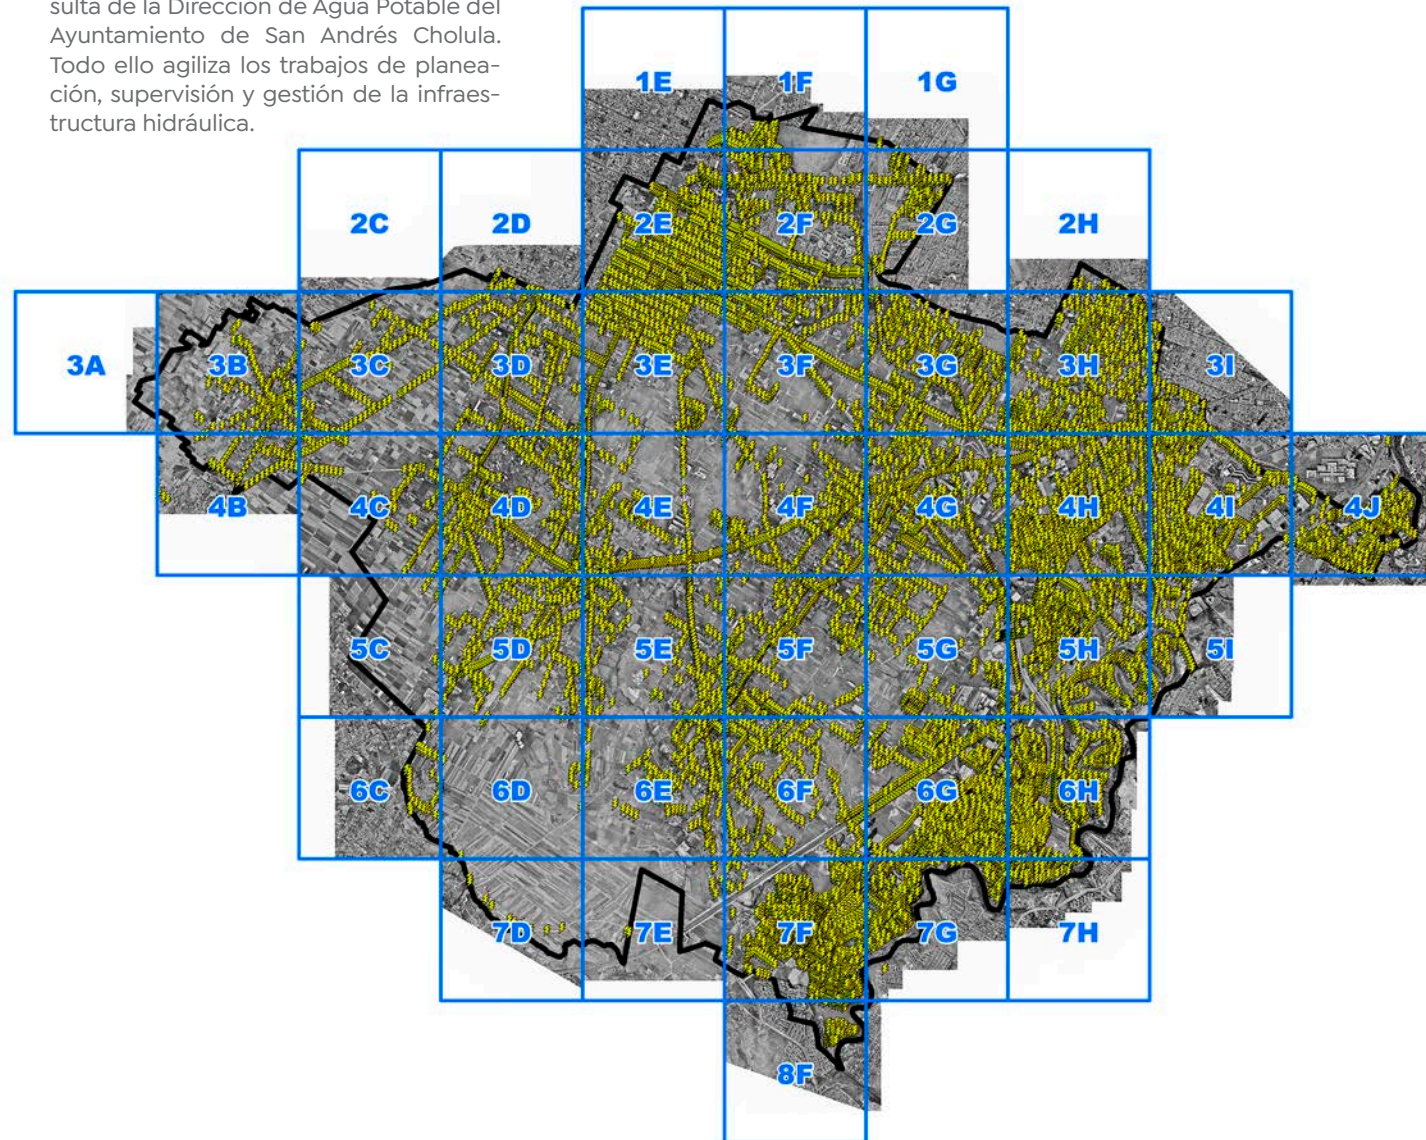 sulta de la Dirección de Agua Potable del
Ayuntamiento de San Andrés Cholula.
Todo ello agiliza los trabajos de planea-
ción, supervisión y gestión de la infraes-
tructura hidráulica.
1E 1F 1G
2C 2D 2E 2F 2G 2H
3A 3B 3C 3D 3E 3F 3G 3H 3I
4B 4C 4D 4E 4F 4G 4H 4I 4J
5C 5D 5E 5F 5G 5H 5I
6C 6D 6E 6F 6G 6H
7D 7E 7F 7G 7H
8F